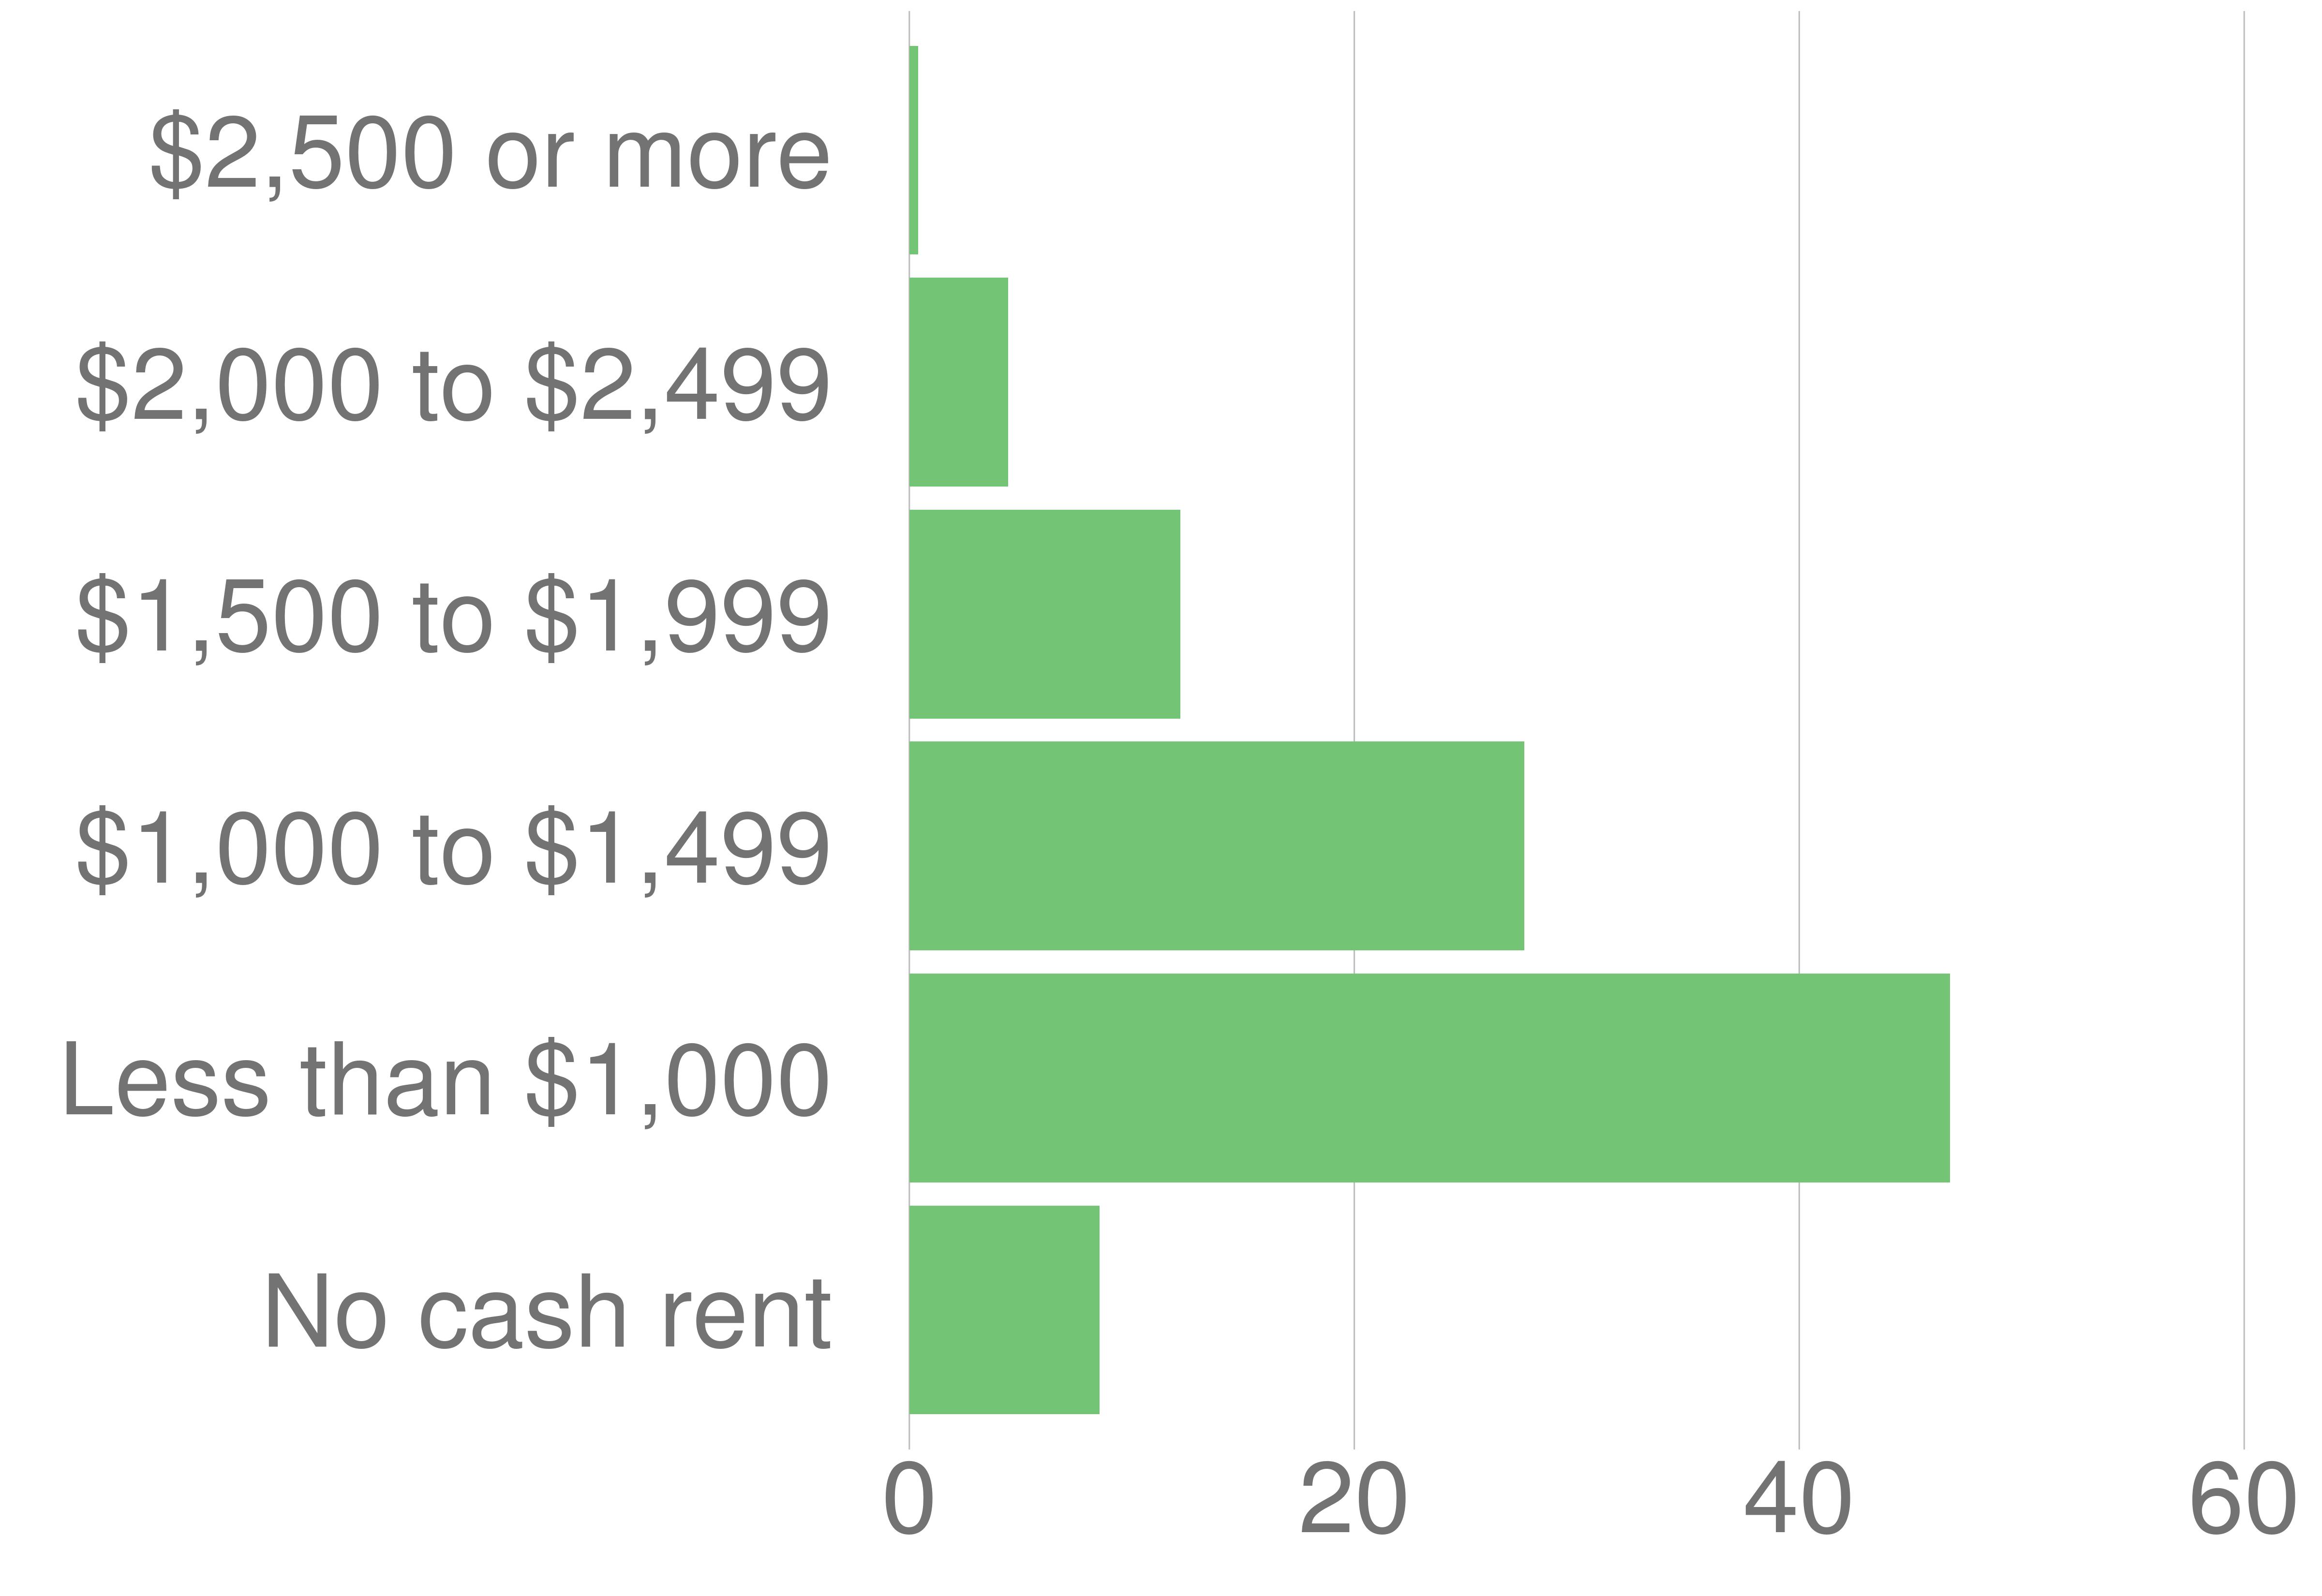 $2,500 or more
$2,000 to $2,499
$1,500 to $1,999
$1,000 to $1,499
Less than $1,000
No cash rent
0 20 40 60